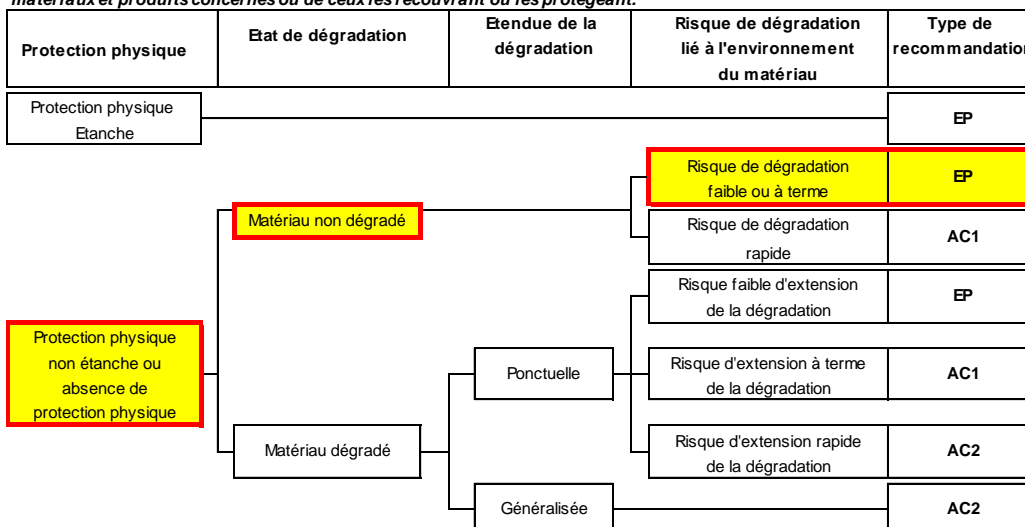 matériaux et produits concernés ou de ceux les recouvrant ou les protégeant.
Protection physique
Etat de dégradation
Etendue de la
dégradation
Risque de dégradation
lié à l'environnement
du matériau
Type de
recommandation
Protection physique
Etanche
EP
Risque de dégradation
faible ou à terme
EP
Matériau non dégradé
Risque de dégradation
rapide
AC1
Risque faible d'extension
de la dégradation
EP
Protection physique
non étanche ou
absence de
protection physique
Ponctuelle
Risque d'extension à terme
de la dégradation
AC1
Matériau dégradé
Risque d'extension rapide
de la dégradation
AC2
Généralisée
AC2